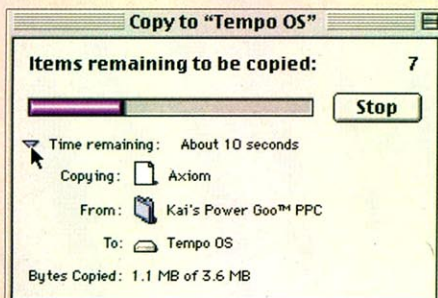 Copy to “Tempo OS”
Items remaining to be copied: 7
Stop
Time remaining: About 10 seconds
Copying: Axiom
From: Kai's Power Goo™ PPC
To: Tempo OS
Bytes Copied: 1.1 MB of 3.6 MB